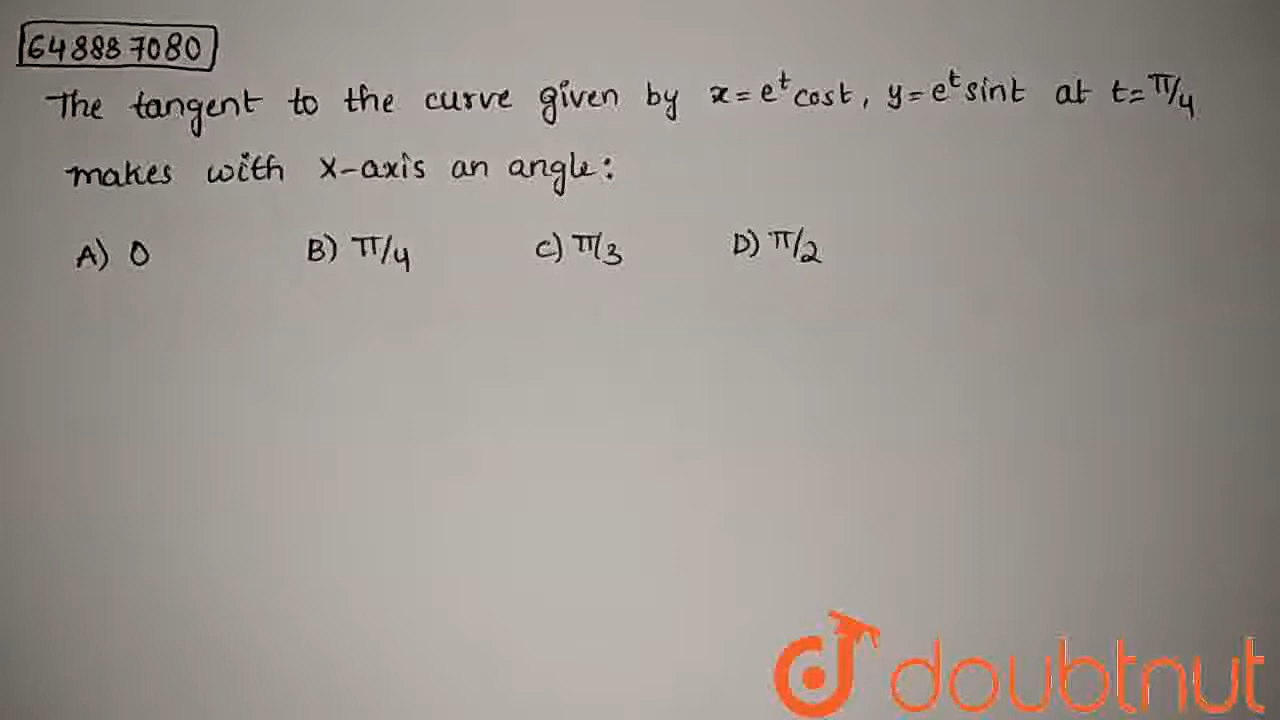 648887080
The tangent to the curve given by x=e^t cost, y=e^t sint at t=π/4
makes with x-axis an angle:
A) 0 B) π/4 C) π/3 D) π/2
doubtnut